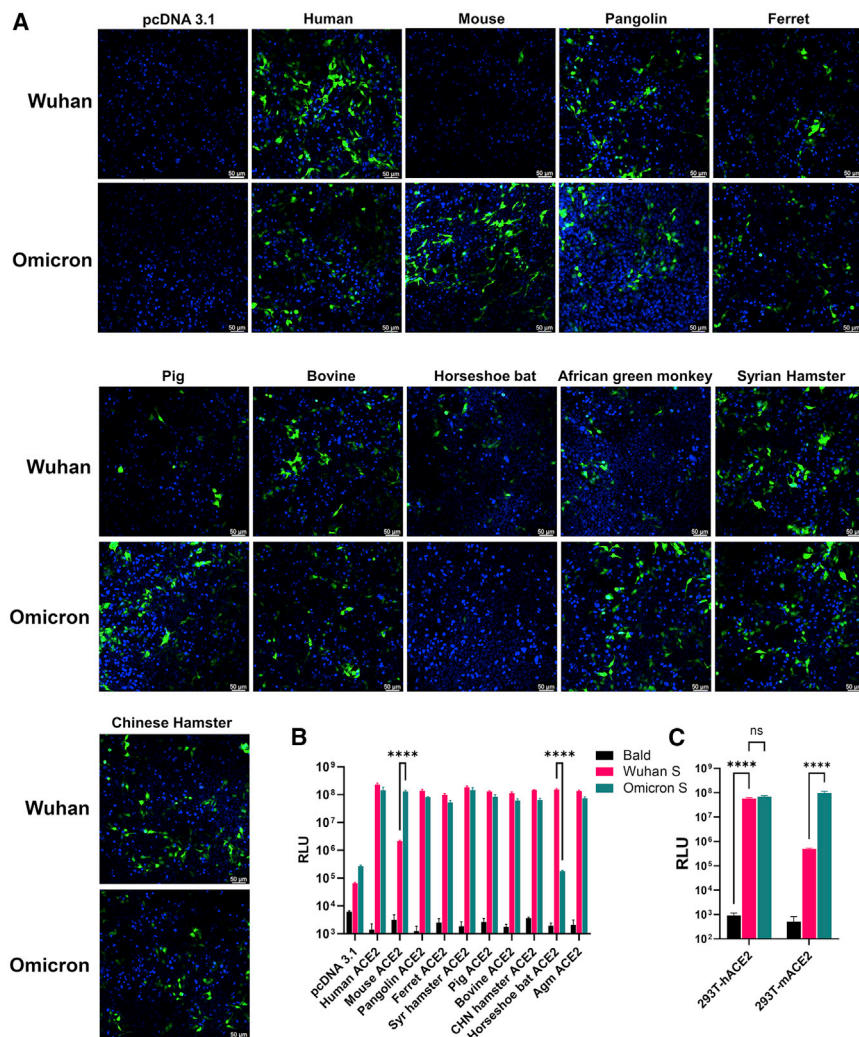 A
pcDNA 3.1 Human Mouse Pangolin Ferret
Wuhan
50 µm 50 µm 50 µm 50 µm 50 µm
Omicron
50 µm 50 µm 50 µm 50 µm 50 µm
Pig Bovine Horseshoe bat African green monkey Syrian Hamster
Wuhan
50 µm 50 µm 50 µm 50 µm 50 µm
Omicron
50 µm 50 µm 50 µm 50 µm 50 µm
Chinese Hamster
Wuhan
50 µm
Omicron
50 µm
B
**** ****
Bald
Wuhan S
Omicron S
RLU
10⁹
10⁸
10⁷
10⁶
10⁵
10⁴
10³
pcDNA 3.1
Human ACE2
Mouse ACE2
Pangolin ACE2
Ferret ACE2
Syr hamster ACE2
Pig ACE2
Bovine ACE2
CHN hamster ACE2
Horseshoe bat ACE2
Agm ACE2
C
ns
**** ****
RLU
10⁹
10⁸
10⁷
10⁶
10⁵
10⁴
10³
10²
293T-hACE2
293T-mACE2